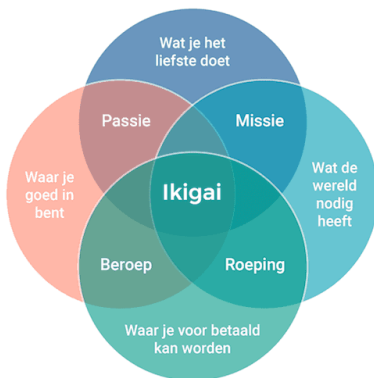 Wat je het
liefste doet
Passie
Missie
Waar je
goed in
bent
Wat de
wereld
nodig
heeft
Ikigai
Beroep
Roeping
Waar je voor betaald
kan worden